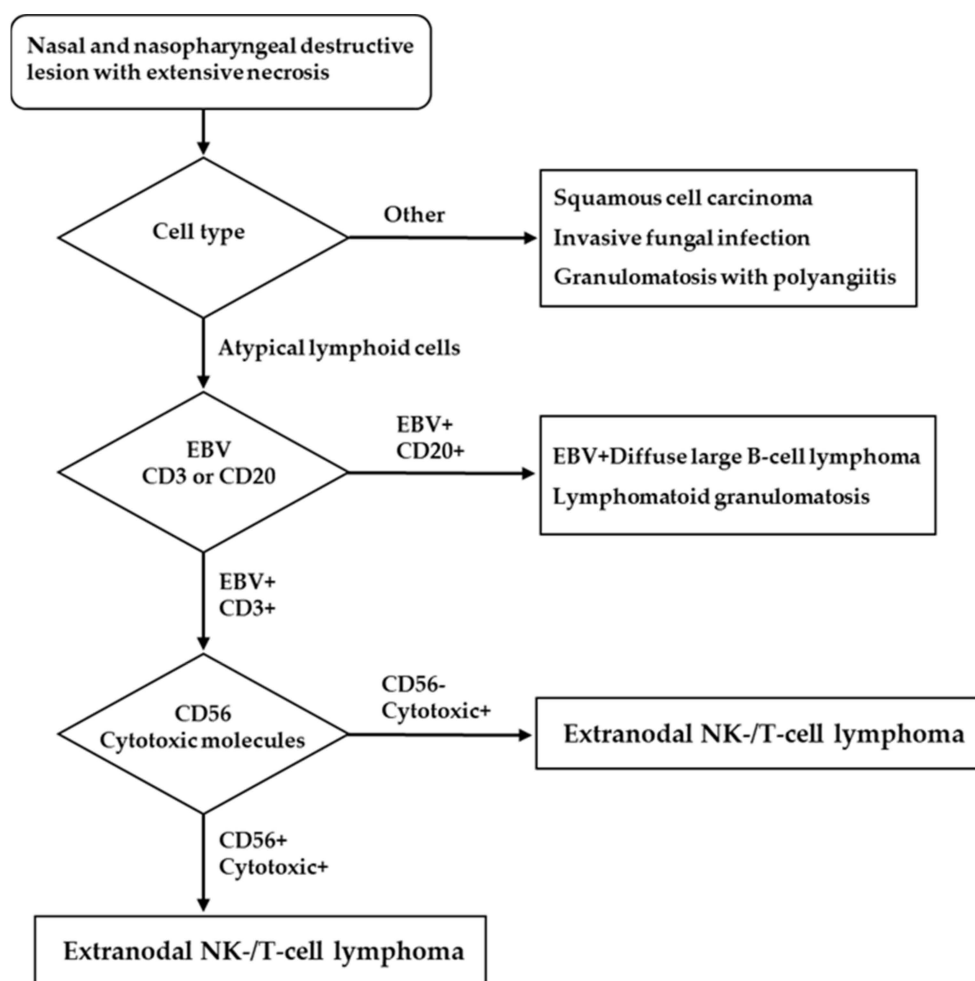 Nasal and nasopharyngeal destructive
lesion with extensive necrosis
Cell type
Other
Squamous cell carcinoma
Invasive fungal infection
Granulomatosis with polyangiitis
Atypical lymphoid cells
EBV
CD3 or CD20
EBV+
CD20+
EBV+Diffuse large B-cell lymphoma
Lymphomatoid granulomatosis
EBV+
CD3+
CD56
Cytotoxic molecules
CD56-
Cytotoxic+
Extranodal NK-/T-cell lymphoma
CD56+
Cytotoxic+
Extranodal NK-/T-cell lymphoma